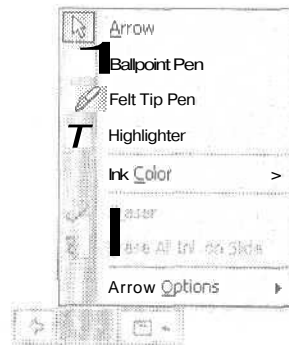 Arrow
Ballpoint Pen
Felt Tip Pen
Highlighter
Ink Color >
Arrow Options